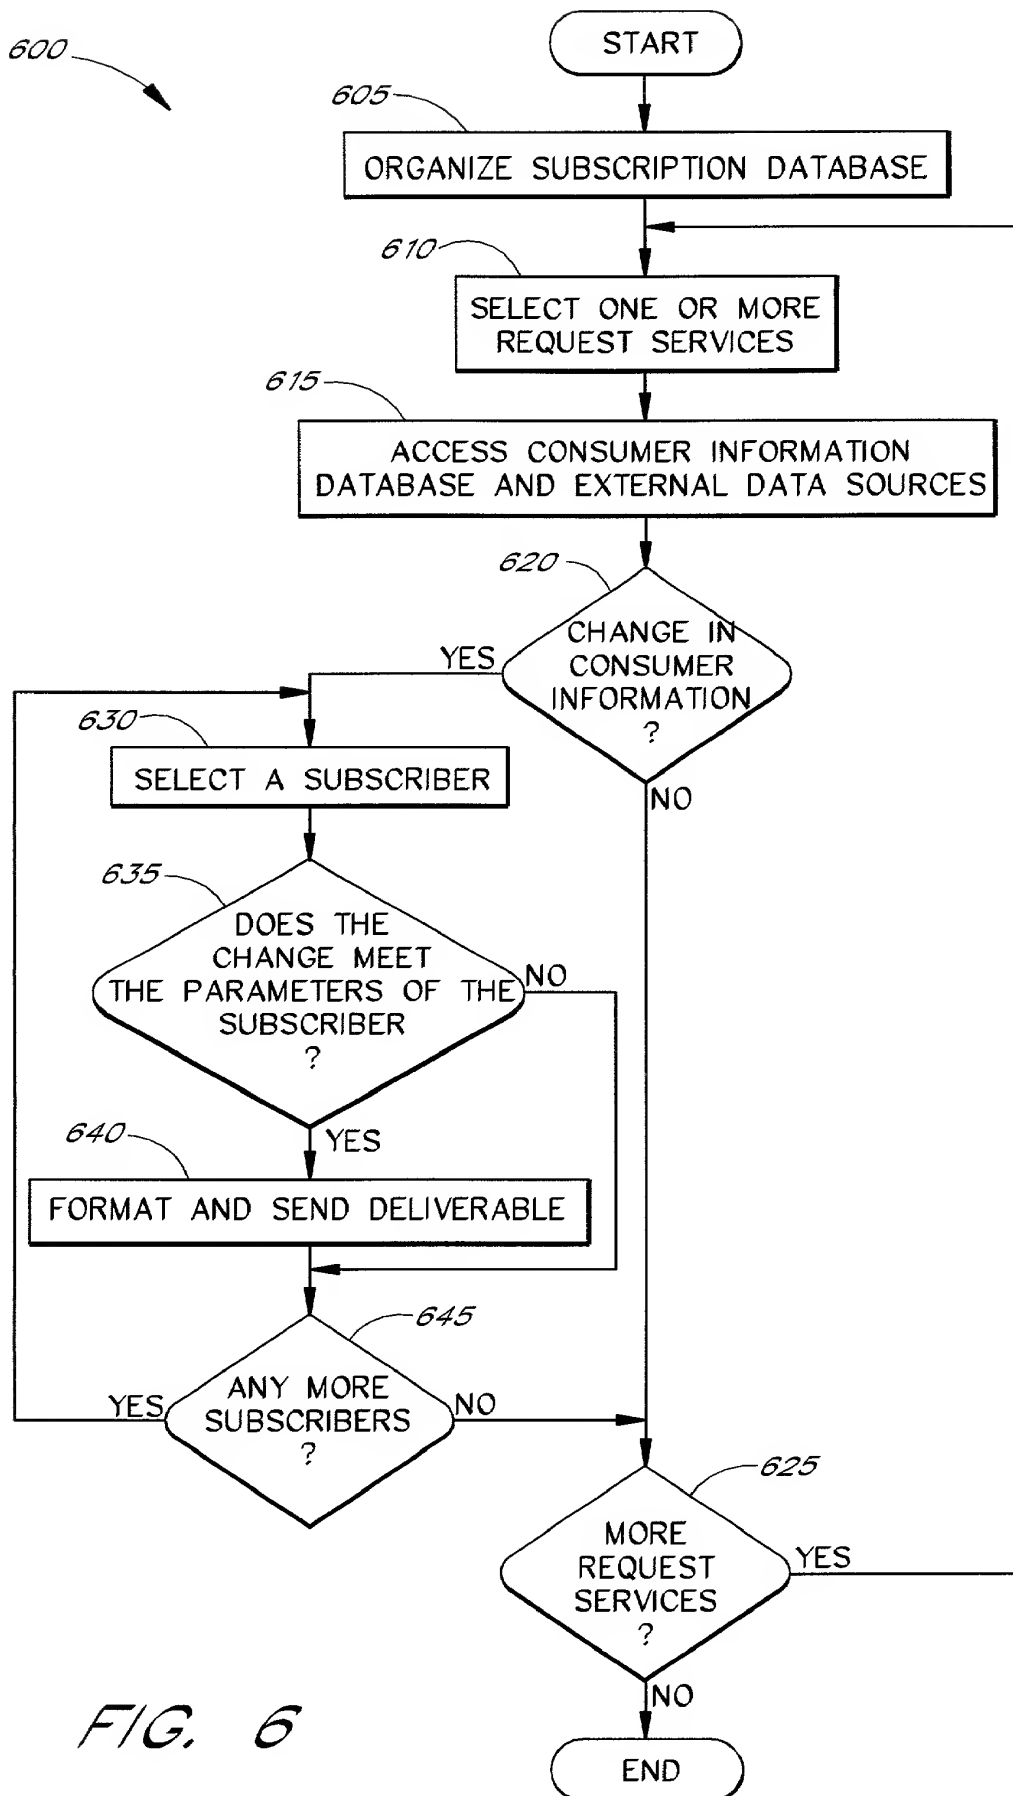 600
START
605
ORGANIZE SUBSCRIPTION DATABASE
610
SELECT ONE OR MORE
REQUEST SERVICES
615
ACCESS CONSUMER INFORMATION
DATABASE AND EXTERNAL DATA SOURCES
620
CHANGE IN
CONSUMER
INFORMATION
?
YES
NO
630
SELECT A SUBSCRIBER
635
DOES THE
CHANGE MEET
THE PARAMETERS OF THE
SUBSCRIBER
?
NO
YES
640
FORMAT AND SEND DELIVERABLE
645
ANY MORE
SUBSCRIBERS
?
YES
NO
625
MORE
REQUEST
SERVICES
?
YES
NO
END
FIG. 6